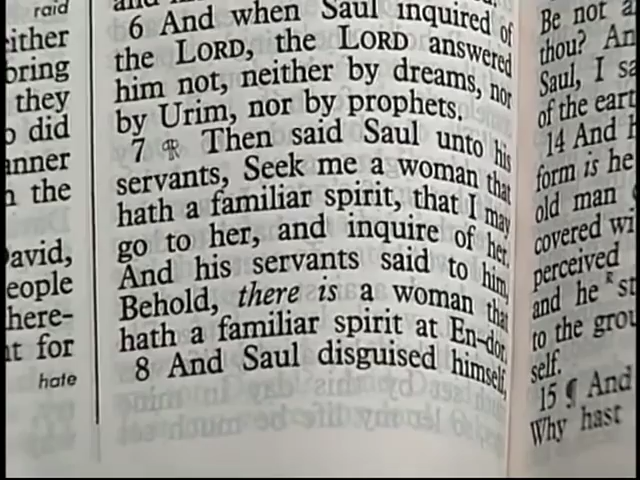 raid
either
bring
they
did
anner
the
avid,
eople
here-
t for
hate
6 And when Saul inquired of
the LORD, the LORD answered
him not, neither by dreams, nor
by Urim, nor by prophets.
7 ¶ Then said Saul unto his
servants, Seek me a woman that
hath a familiar spirit, that I may
go to her, and inquire of her.
And his servants said to him,
Behold, there is a woman that
hath a familiar spirit at En-dor.
8 And Saul disguised himself,
Be not a
thou? An
Saul, I sa
of the eart
14 And h
form is he
old man
covered wi
perceived
and he st
to the grou
self.
15 ¶ And
Why hast